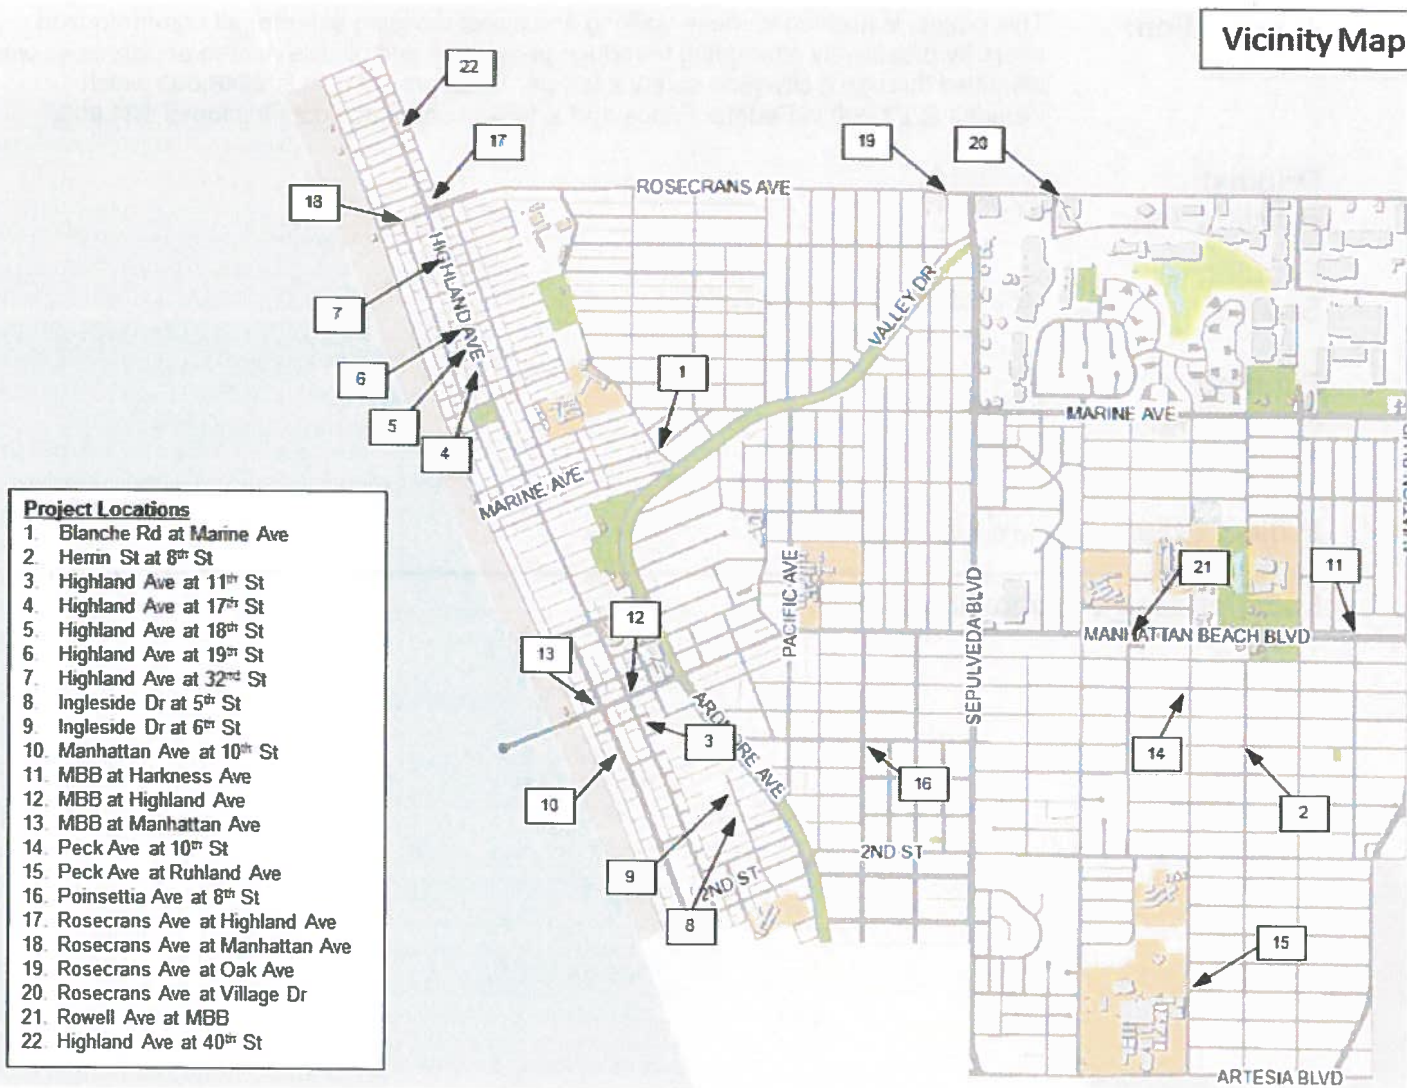 Vicinity Map
22
17
19
20
18
ROSECRANS AVE
HIGHLAND AVE
7
VALLEY DR
6
1
5
4
MARINE AVE
MARINE AVE
Project Locations
1. Blanche Rd at Marine Ave
2. Herrin St at 8th St
3. Highland Ave at 11th St
4. Highland Ave at 17th St
5. Highland Ave at 18th St
6. Highland Ave at 19th St
7. Highland Ave at 32nd St
8. Ingleside Dr at 5th St
9. Ingleside Dr at 6th St
10. Manhattan Ave at 10th St
11. MBB at Harkness Ave
12. MBB at Highland Ave
13. MBB at Manhattan Ave
14. Peck Ave at 10th St
15. Peck Ave at Ruhland Ave
16. Poinsettia Ave at 8th St
17. Rosecrans Ave at Highland Ave
18. Rosecrans Ave at Manhattan Ave
19. Rosecrans Ave at Oak Ave
20. Rosecrans Ave at Village Dr
21. Rowell Ave at MBB
22. Highland Ave at 40th St
PACIFIC AVE
SEPULVEDA BLVD
21
11
12
MANHATTAN BEACH BLVD
13
ARDMORE AVE
3
14
10
16
2
2ND ST
9
2ND ST
8
15
ARTESIA BLVD